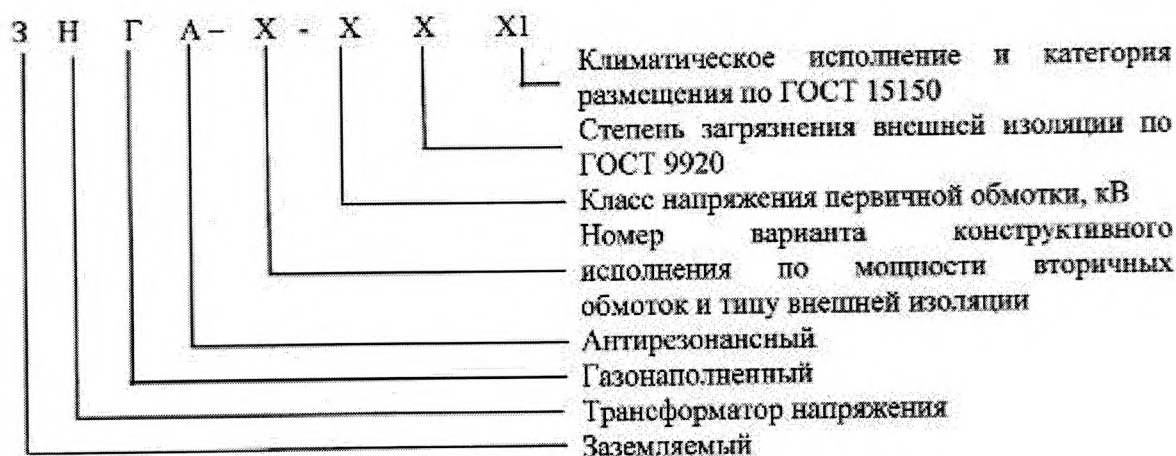 З Н Г А – Х - Х Х Х1
Климатическое исполнение и категория
размещения по ГОСТ 15150
Степень загрязнения внешней изоляции по
ГОСТ 9920
Класс напряжения первичной обмотки, кВ
Номер варианта конструктивного
исполнения по мощности вторичных
обмоток и типу внешней изоляции
Антирезонансный
Газонаполненный
Трансформатор напряжения
Заземляемый